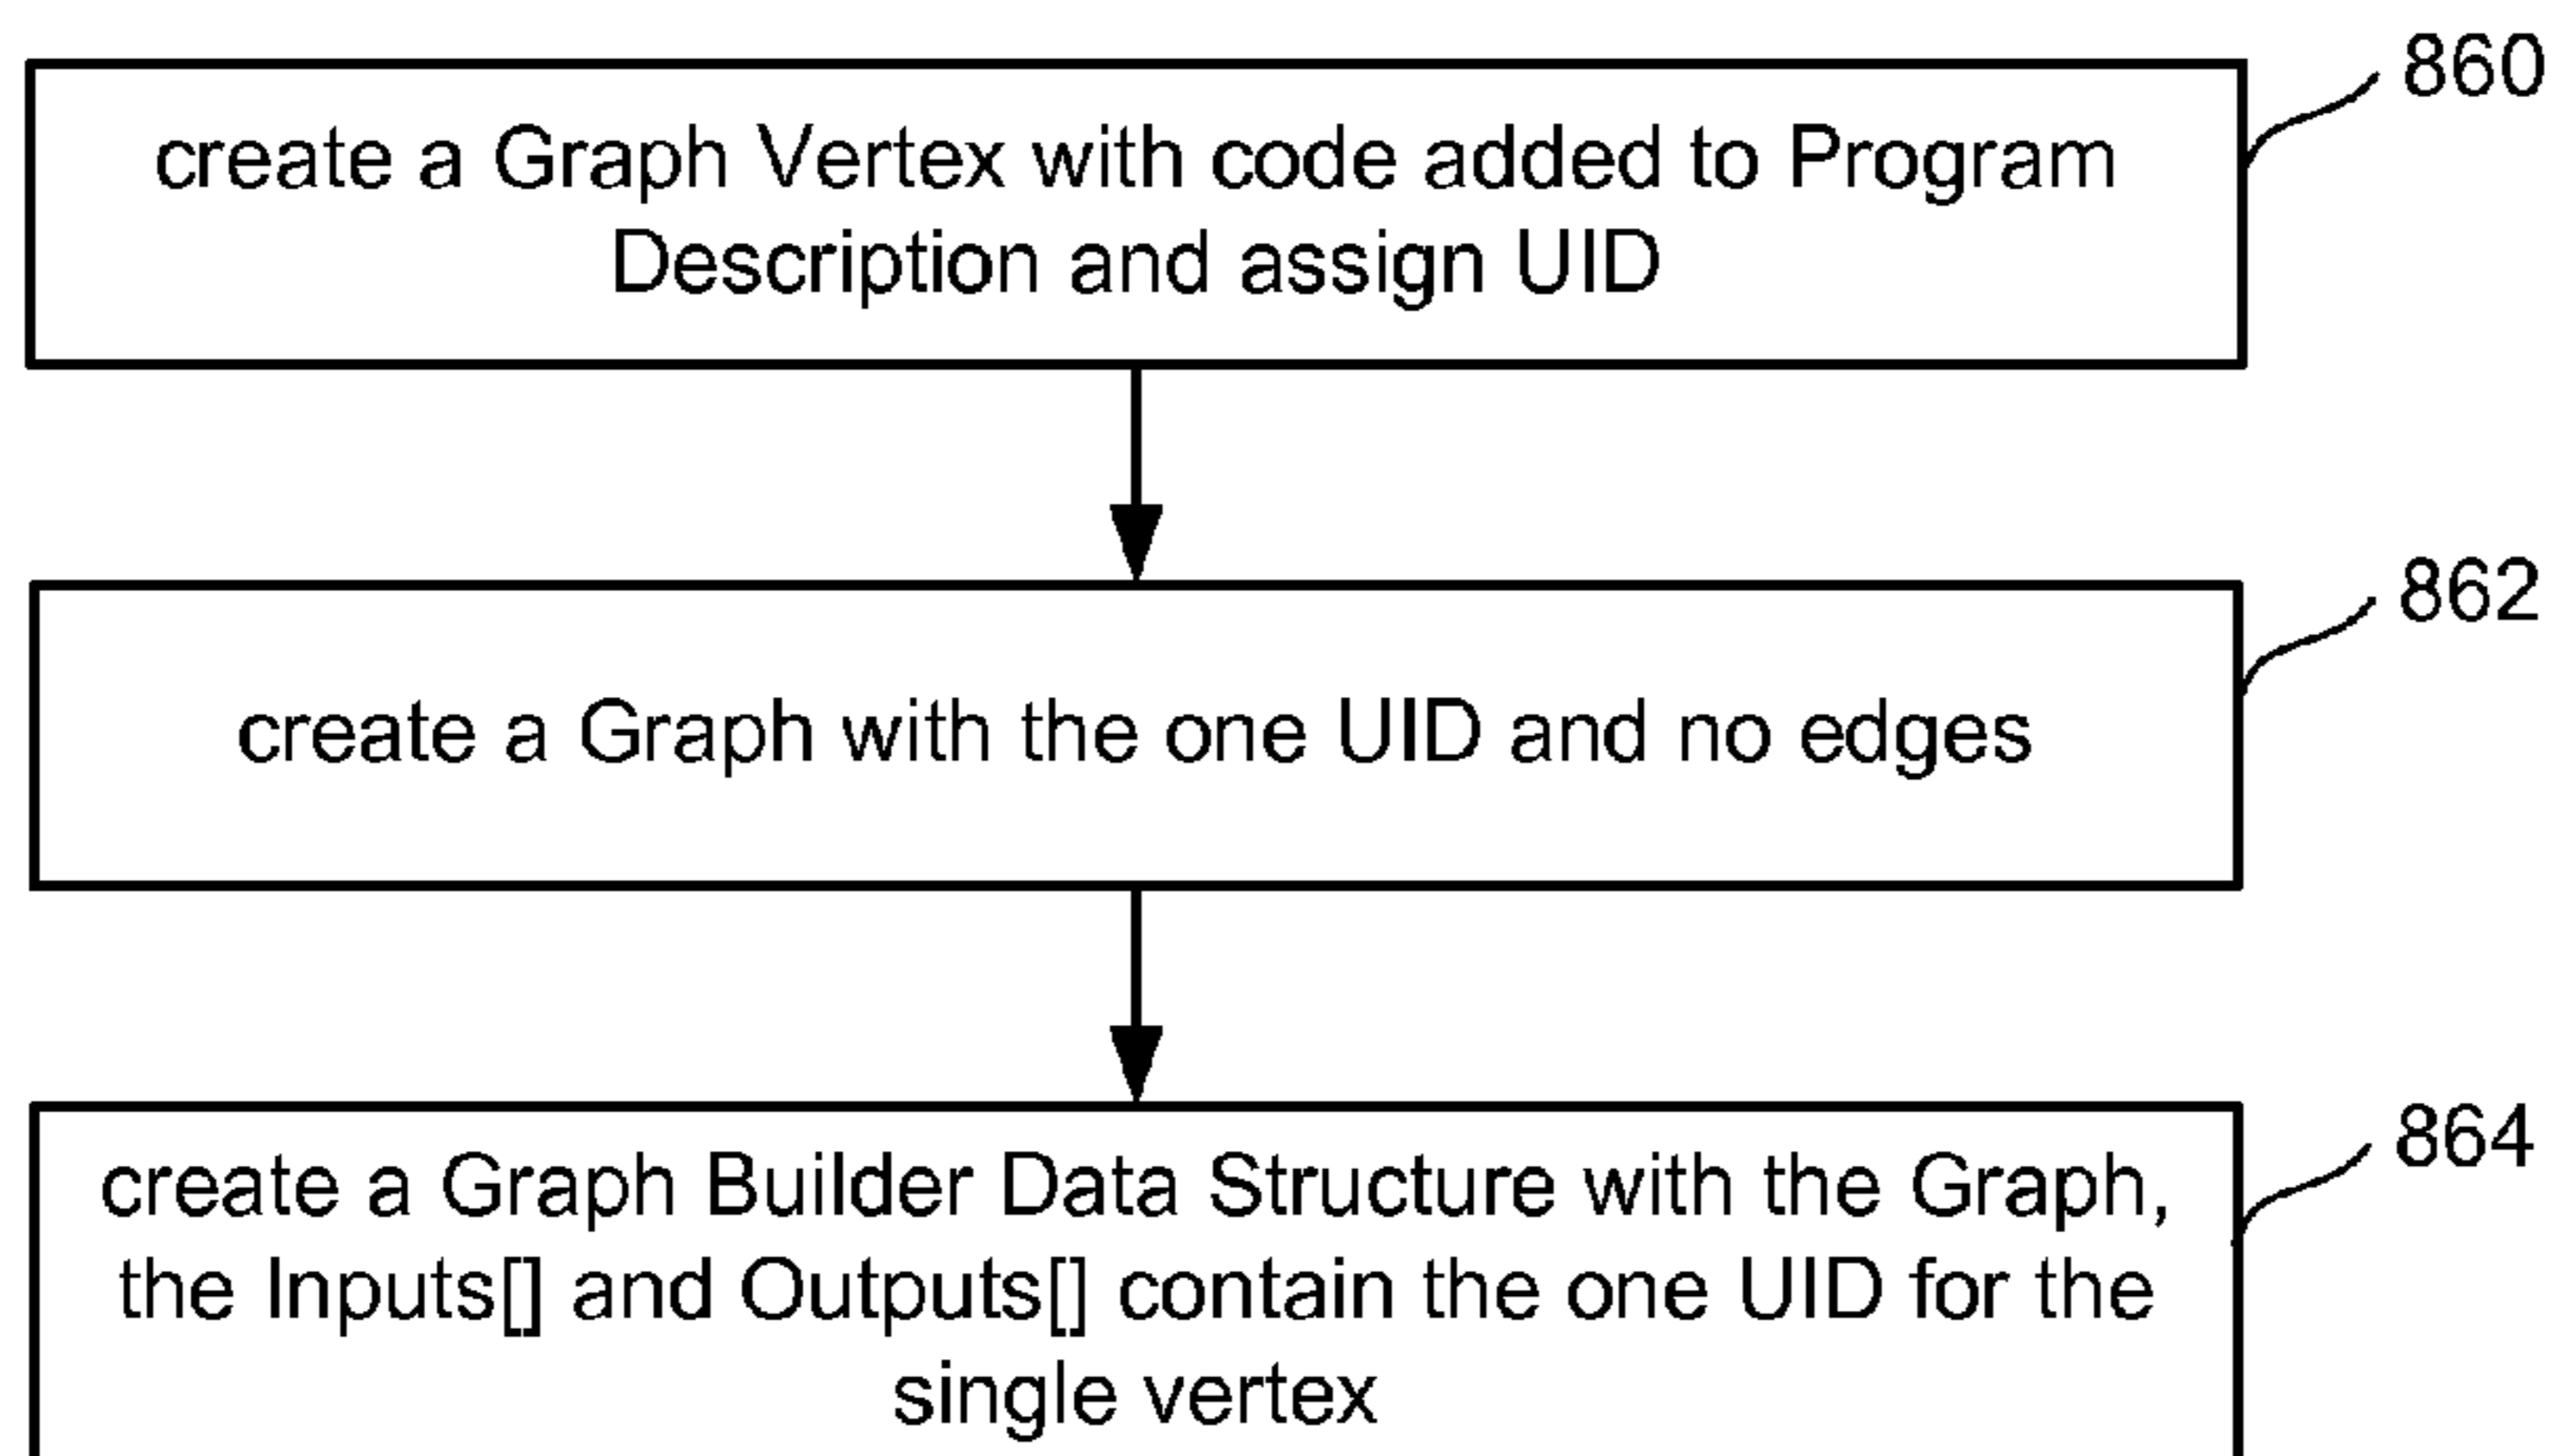 860
create a Graph Vertex with code added to Program
Description and assign UID
862
create a Graph with the one UID and no edges
864
create a Graph Builder Data Structure with the Graph,
the Inputs[] and Outputs[] contain the one UID for the
single vertex